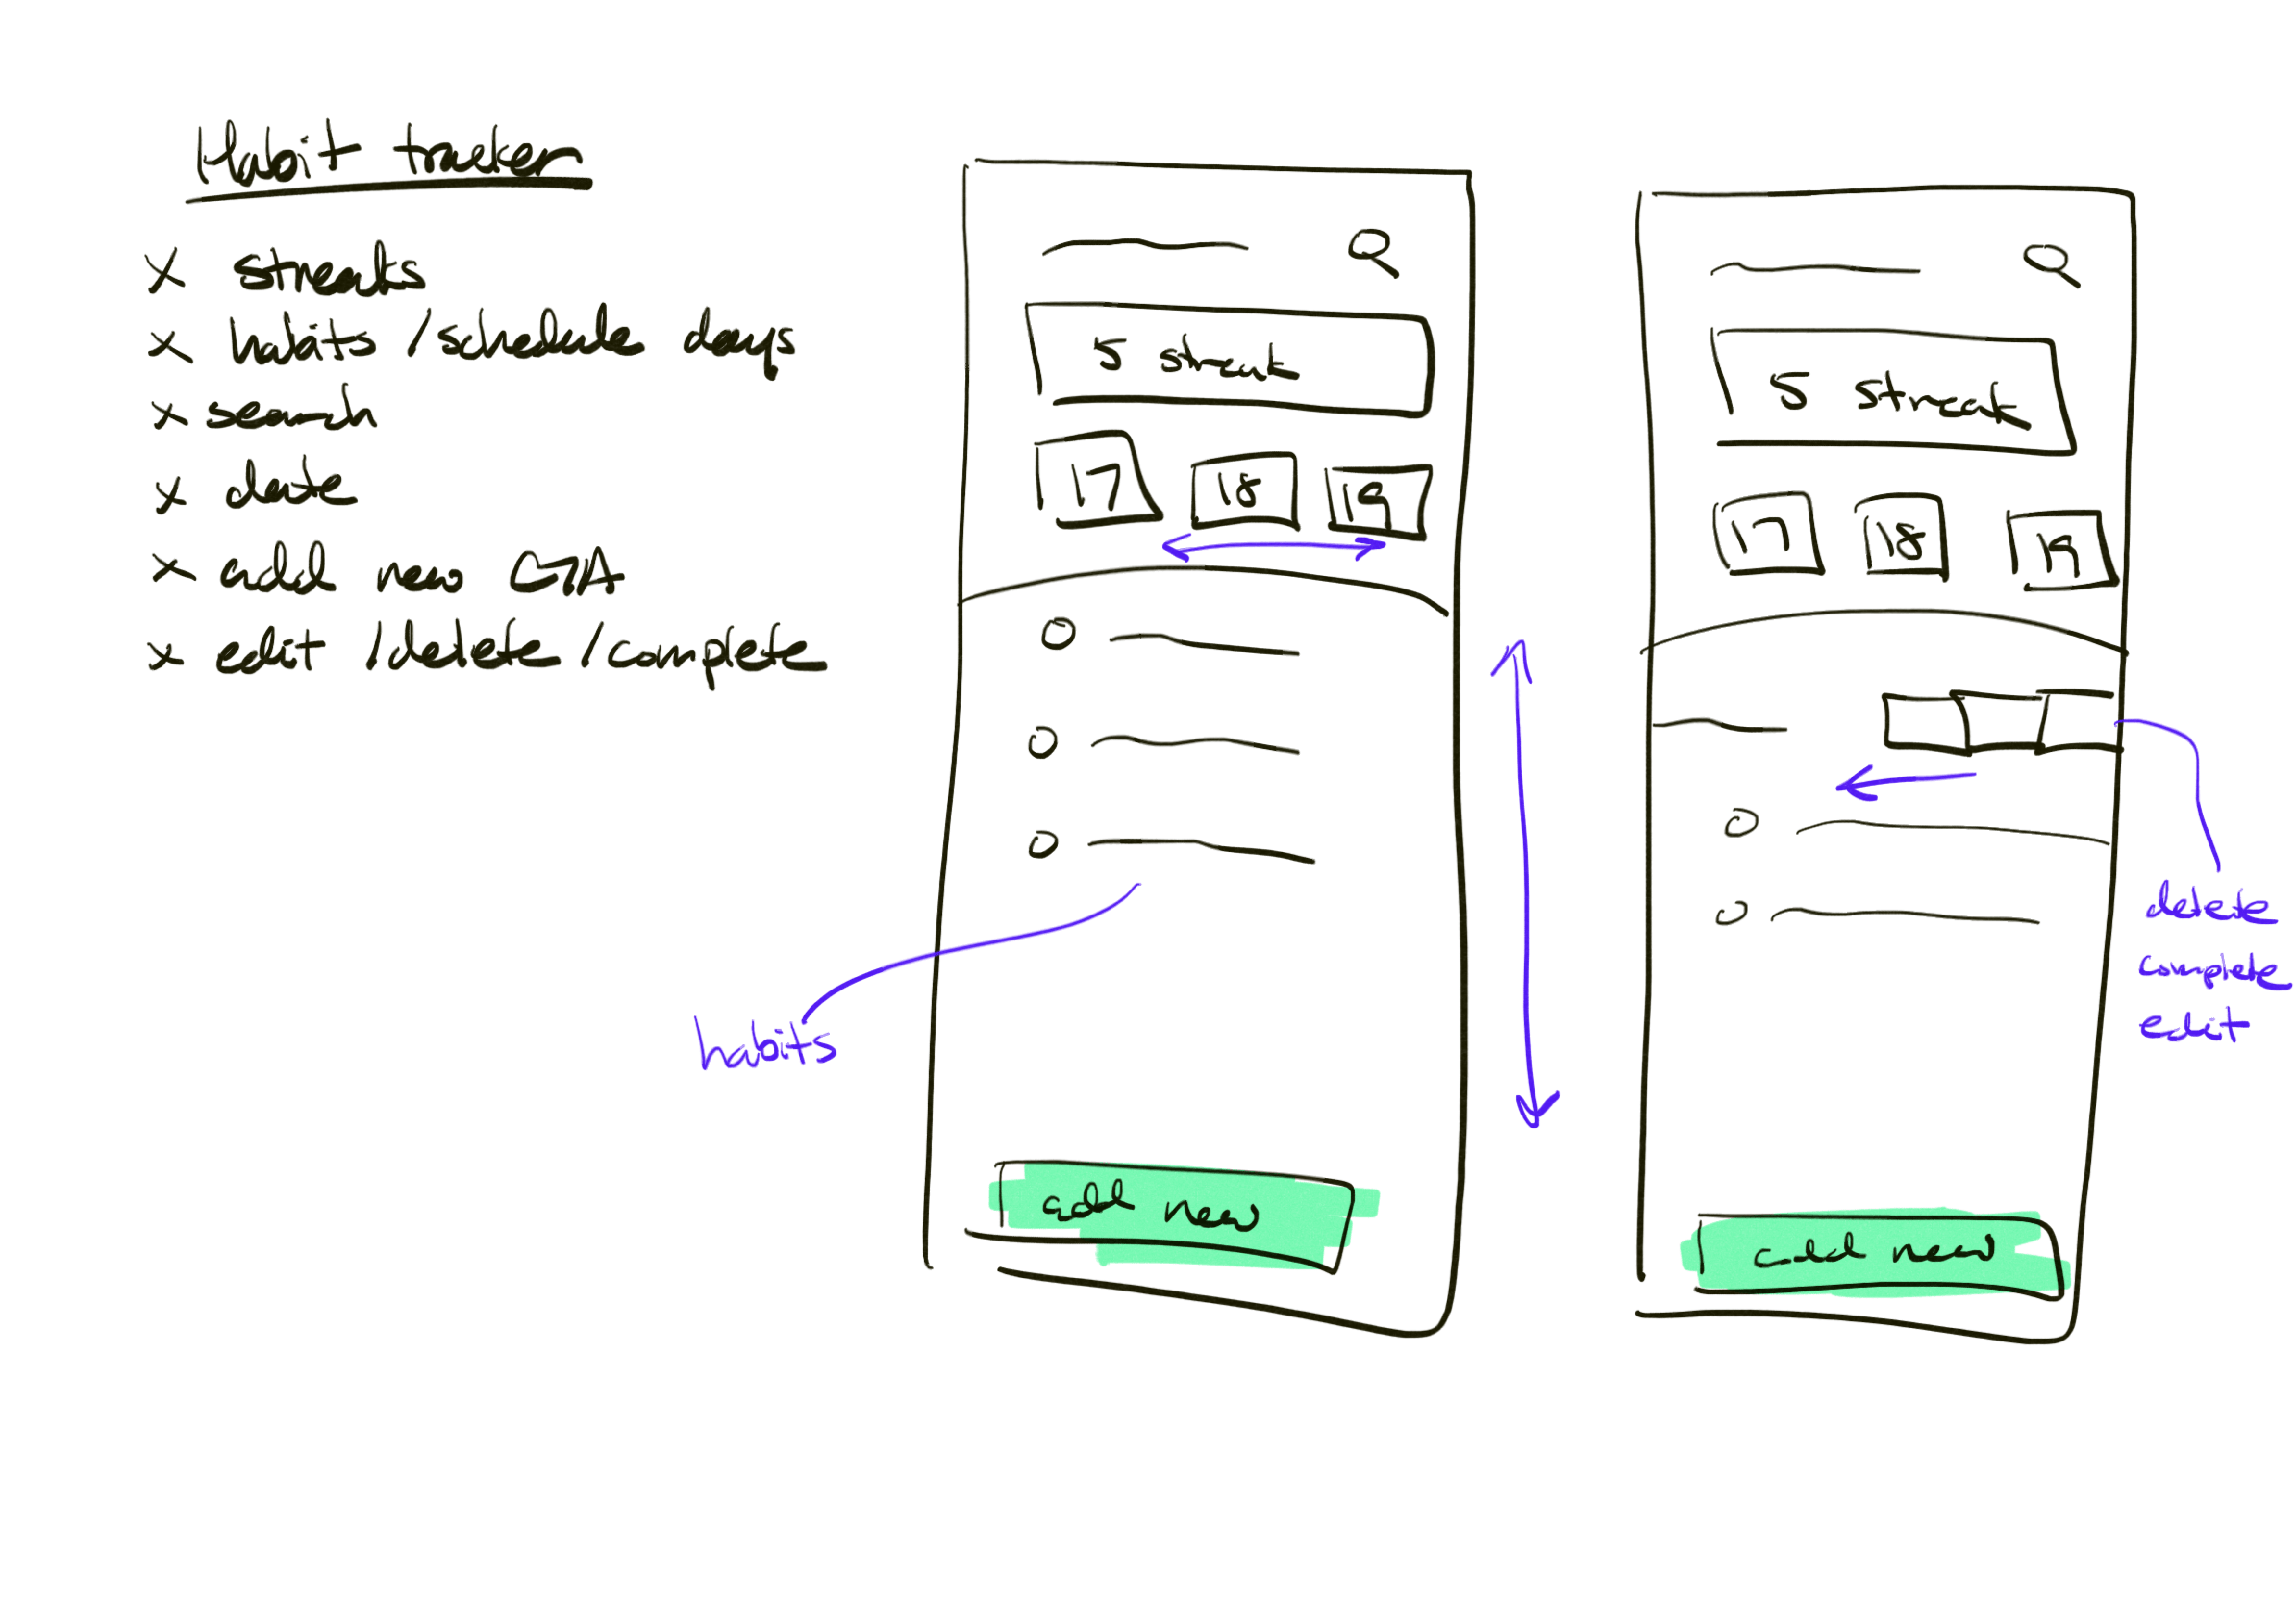 Habit tracker
x streaks
x habits / schedule days
x search
x date
x add new CTA
x edit / delete / complete
5 streak
17 18 19
habits
add new
5 streak
17 18 19
delete
complete
edit
add new